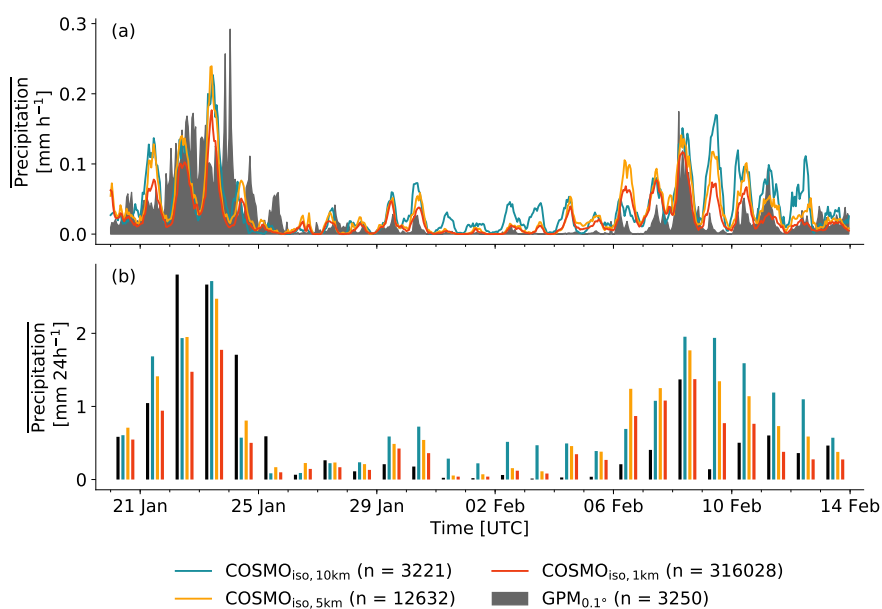 (a)
0.3
0.2
0.1
0.0
Precipitation
[mm h−1]
(b)
2
1
0
Precipitation
[mm 24h−1]
21 Jan 25 Jan 29 Jan 02 Feb 06 Feb 10 Feb 14 Feb
Time [UTC]
COSMOiso, 10km (n = 3221)
COSMOiso, 1km (n = 316028)
COSMOiso, 5km (n = 12632)
GPM0.1° (n = 3250)